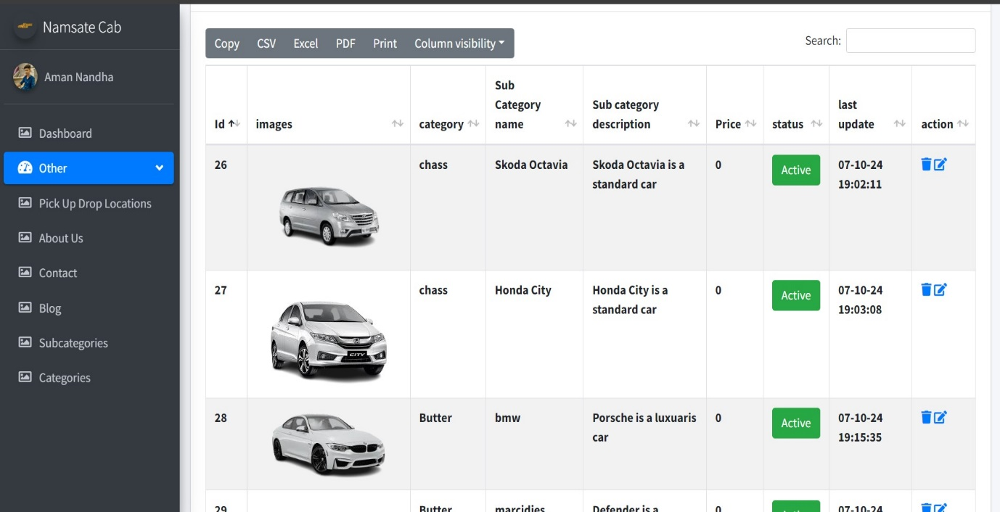 Namsate Cab
Aman Nandha
Dashboard
Other
Pick Up Drop Locations
About Us
Contact
Blog
Subcategories
Categories
Copy CSV Excel PDF Print Column visibility
Search:
Id images category Sub Category name Sub category description Price status last update action
26 chass Skoda Octavia Skoda Octavia is a 0 Active 07-10-24
standard car 19:02:11
27 chass Honda City Honda City is a 0 Active 07-10-24
standard car 19:03:08
CITY
28 Butter bmw Porsche is a luxuaris 0 Active 07-10-24
car 19:15:35
29 Butter marcidies Defender is a 0 Active 07-10-24